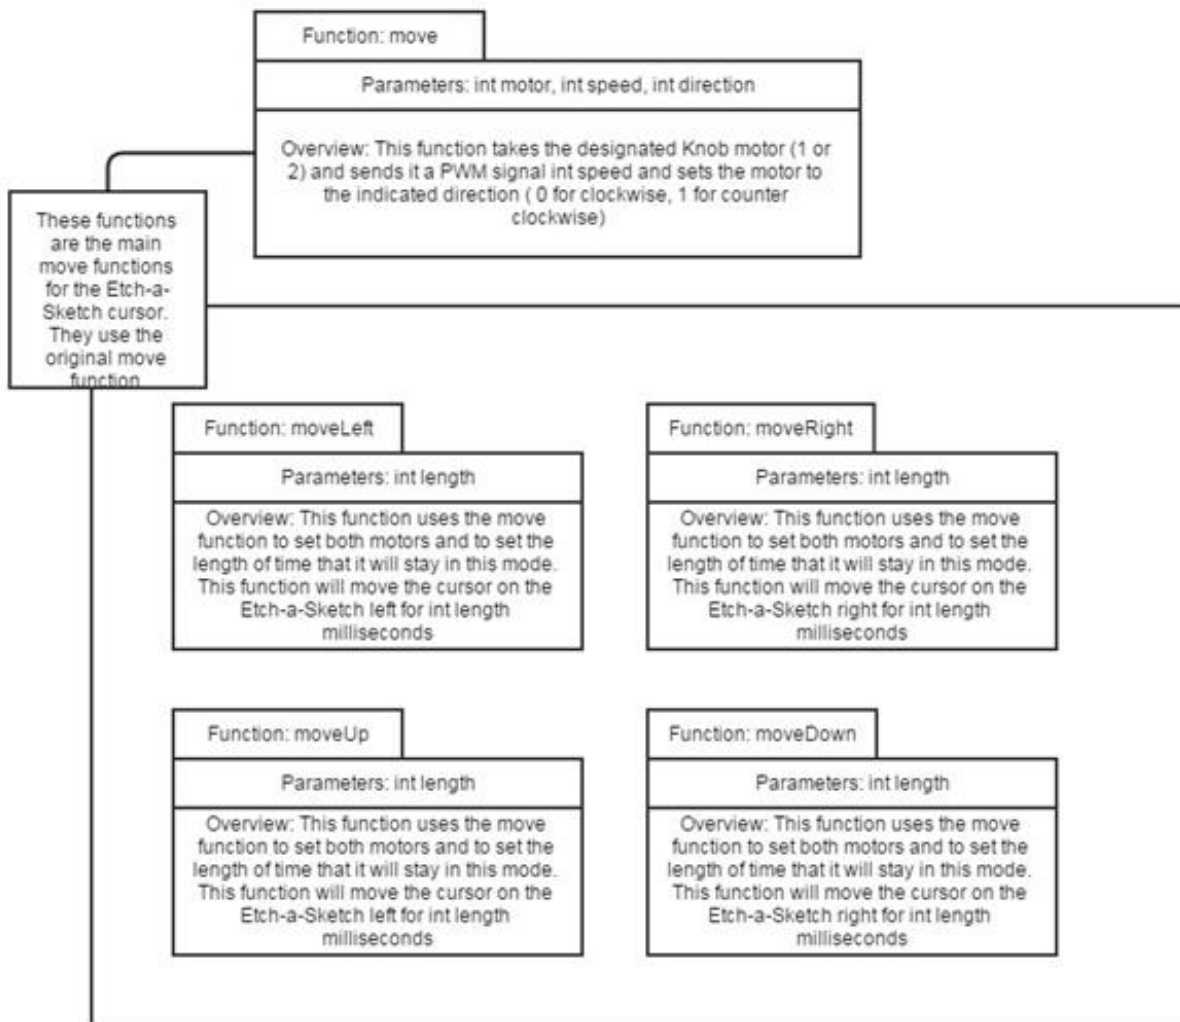 Function: move
Parameters: int motor, int speed, int direction
Overview: This function takes the designated Knob motor (1 or
2) and sends it a PWM signal int speed and sets the motor to
the indicated direction ( 0 for clockwise, 1 for counter
clockwise)
These functions
are the main
move functions
for the Etch-a-
Sketch cursor.
They use the
original move
function
Function: moveLeft
Parameters: int length
Overview: This function uses the move
function to set both motors and to set the
length of time that it will stay in this mode.
This function will move the cursor on the
Etch-a-Sketch left for int length
milliseconds
Function: moveRight
Parameters: int length
Overview: This function uses the move
function to set both motors and to set the
length of time that it will stay in this mode.
This function will move the cursor on the
Etch-a-Sketch right for int length
milliseconds
Function: moveUp
Parameters: int length
Overview: This function uses the move
function to set both motors and to set the
length of time that it will stay in this mode.
This function will move the cursor on the
Etch-a-Sketch left for int length
milliseconds
Function: moveDown
Parameters: int length
Overview: This function uses the move
function to set both motors and to set the
length of time that it will stay in this mode.
This function will move the cursor on the
Etch-a-Sketch right for int length
milliseconds